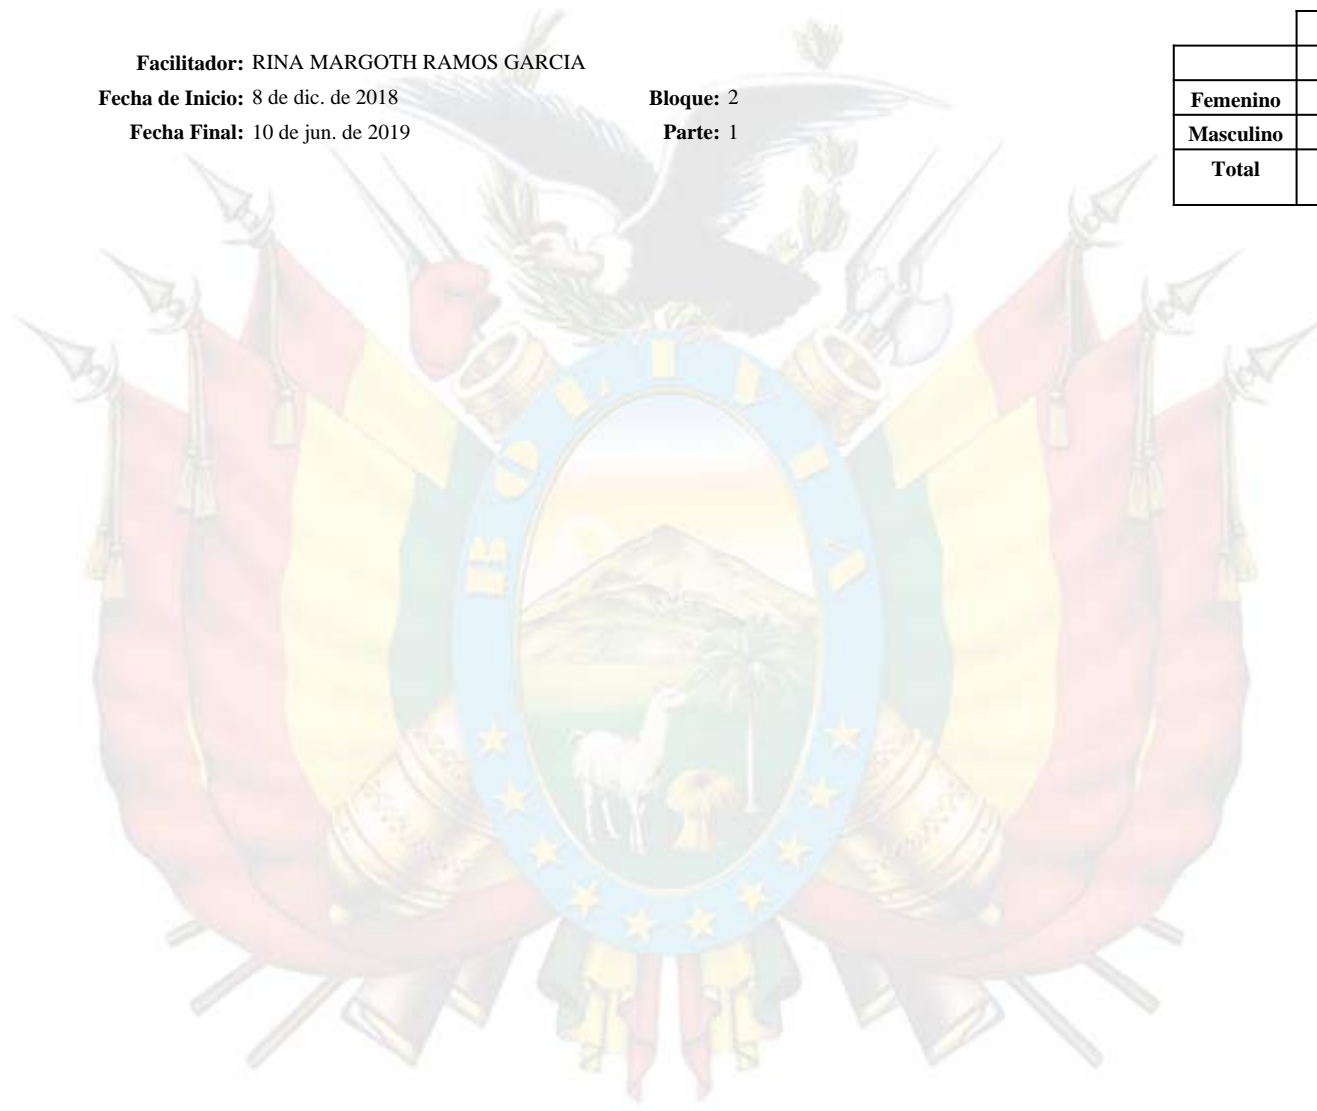 Facilitador: RINA MARGOTH RAMOS GARCIA
Fecha de Inicio: 8 de dic. de 2018 Bloque: 2
Fecha Final: 10 de jun. de 2019 Parte: 1
Femenino
Masculino
Total
BOLIVIA